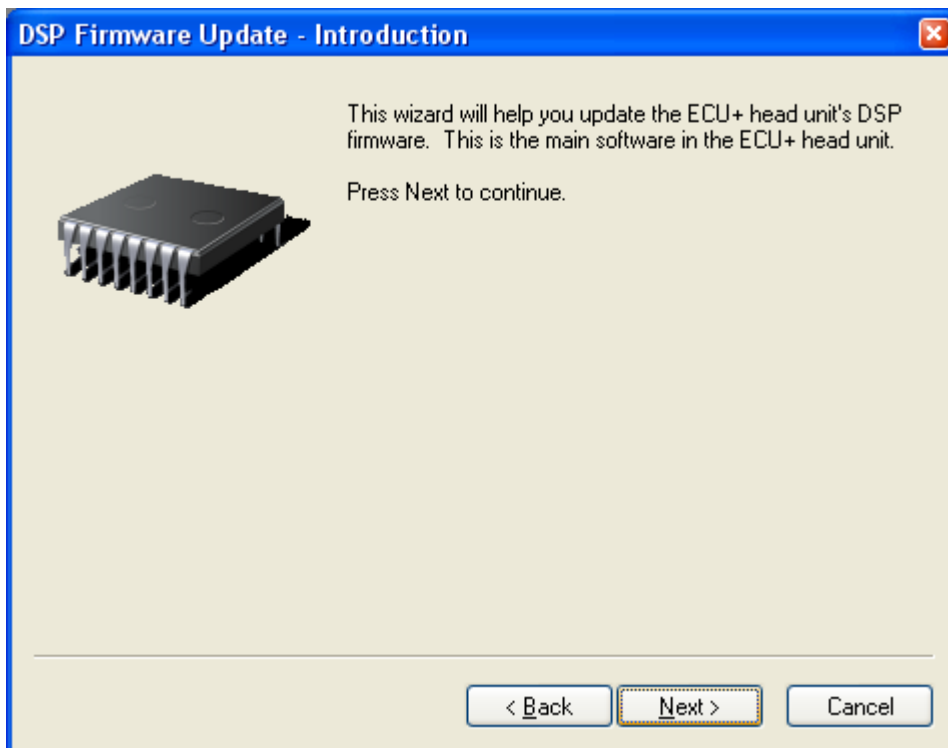 DSP Firmware Update - Introduction
This wizard will help you update the ECU+ head unit's DSP
firmware.  This is the main software in the ECU+ head unit.
Press Next to continue.
< Back
Next >
Cancel